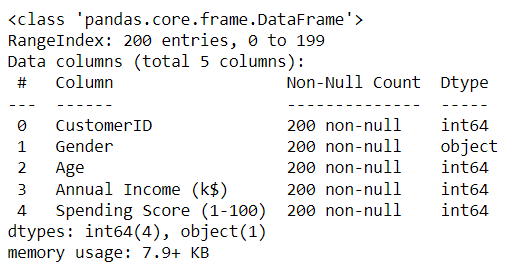 <class 'pandas.core.frame.DataFrame'>
RangeIndex: 200 entries, 0 to 199
Data columns (total 5 columns):
 #   Column                  Non-Null Count  Dtype
---  ------                  --------------  -----
 0   CustomerID              200 non-null    int64
 1   Gender                  200 non-null    object
 2   Age                     200 non-null    int64
 3   Annual Income (k$)      200 non-null    int64
 4   Spending Score (1-100)  200 non-null    int64
dtypes: int64(4), object(1)
memory usage: 7.9+ KB